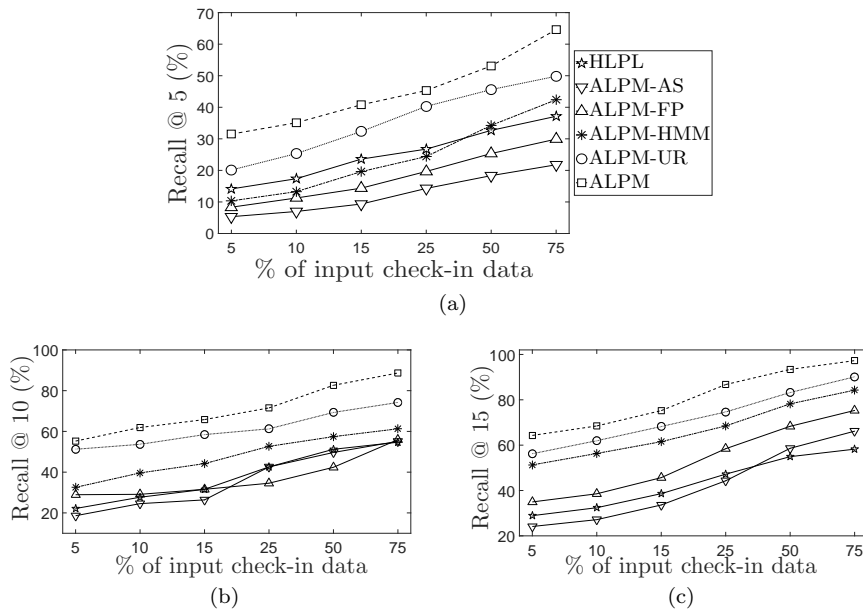 70
60
50
40
30
20
10
0
Recall @ 5 (%)
5 10 15 25 50 75
% of input check-in data
HLPL
ALPM-AS
ALPM-FP
ALPM-HMM
ALPM-UR
ALPM
(a)
100
80
60
40
20
Recall @ 10 (%)
5 10 15 25 50 75
% of input check-in data
(b)
100
80
60
40
20
Recall @ 15 (%)
5 10 15 25 50 75
% of input check-in data
(c)